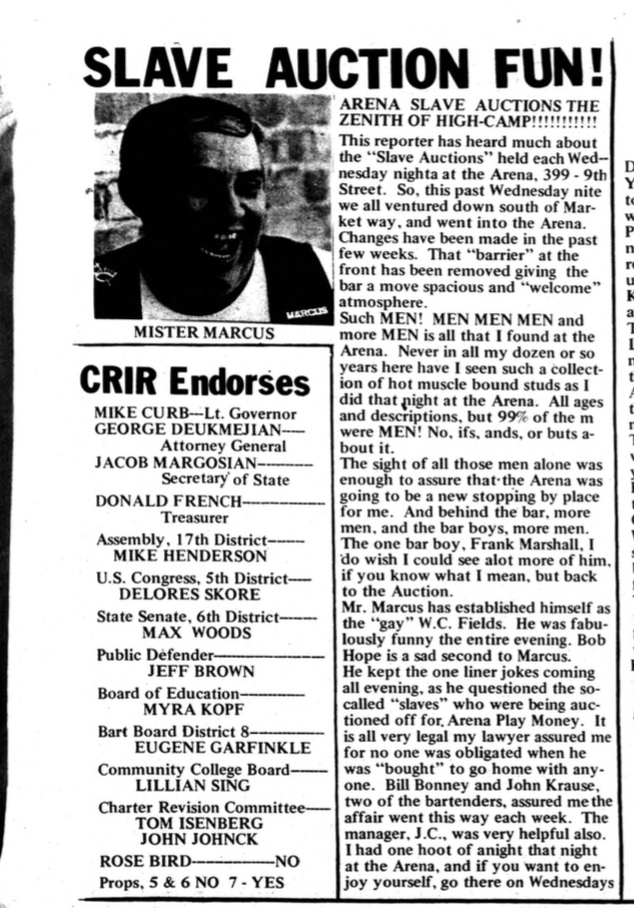 SLAVE AUCTION FUN!
MARCUS
MISTER MARCUS
CRIR Endorses
MIKE CURB---Lt. Governor
GEORGE DEUKMEJIAN-----
Attorney General
JACOB MARGOSIAN----------
Secretary of State
DONALD FRENCH---------------
Treasurer
Assembly, 17th District----------
MIKE HENDERSON
U.S. Congress, 5th District-----
DELORES SKORE
State Senate, 6th District-------
MAX WOODS
Public Defender--------------------
JEFF BROWN
Board of Education---------------
MYRA KOPF
Bart Board District 8--------------
EUGENE GARFINKLE
Community College Board-------
LILLIAN SING
Charter Revision Committee----
TOM ISENBERG
JOHN JOHNCK
ROSE BIRD---------------NO
Props, 5 & 6 NO 7 - YES
ARENA SLAVE AUCTIONS THE
ZENITH OF HIGH-CAMP!!!!!!!!!!!
This reporter has heard much about
the "Slave Auctions" held each Wed-
nesday nighta at the Arena, 399 - 9th
Street. So, this past Wednesday nite
we all ventured down south of Mar-
ket way, and went into the Arena.
Changes have been made in the past
few weeks. That "barrier" at the
front has been removed giving the
bar a move spacious and "welcome"
atmosphere.
Such MEN! MEN MEN MEN and
more MEN is all that I found at the
Arena. Never in all my dozen or so
years here have I seen such a collect-
ion of hot muscle bound studs as I
did that night at the Arena. All ages
and descriptions, but 99% of the m
were MEN! No, ifs, ands, or buts a-
bout it.
The sight of all those men alone was
enough to assure that the Arena was
going to be a new stopping by place
for me. And behind the bar, more
men, and the bar boys, more men.
The one bar boy, Frank Marshall, I
do wish I could see alot more of him,
if you know what I mean, but back
to the Auction.
Mr. Marcus has established himself as
the "gay" W.C. Fields. He was fabu-
lously funny the entire evening. Bob
Hope is a sad second to Marcus.
He kept the one liner jokes coming
all evening, as he questioned the so-
called "slaves" who were being auc-
tioned off for Arena Play Money. It
is all very legal my lawyer assured me
for no one was obligated when he
was "bought" to go home with any-
one. Bill Bonney and John Krause,
two of the bartenders, assured me the
affair went this way each week. The
manager, J.C., was very helpful also.
I had one hoot of anight that night
at the Arena, and if you want to en-
joy yourself, go there on Wednesdays